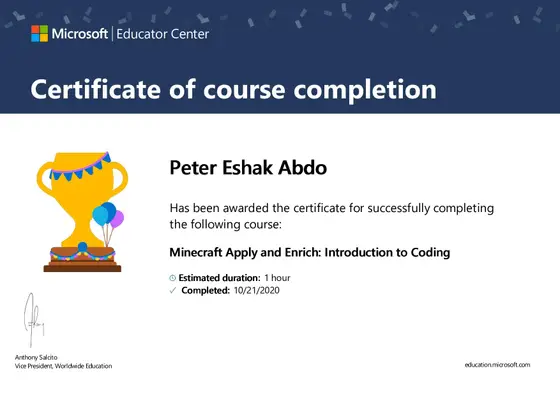 Microsoft | Educator Center
Certificate of course completion
Peter Eshak Abdo
Has been awarded the certificate for successfully completing
the following course:
Minecraft Apply and Enrich: Introduction to Coding
Estimated duration: 1 hour
Completed: 10/21/2020
Anthony Salcito
Vice President, Worldwide Education
education.microsoft.com